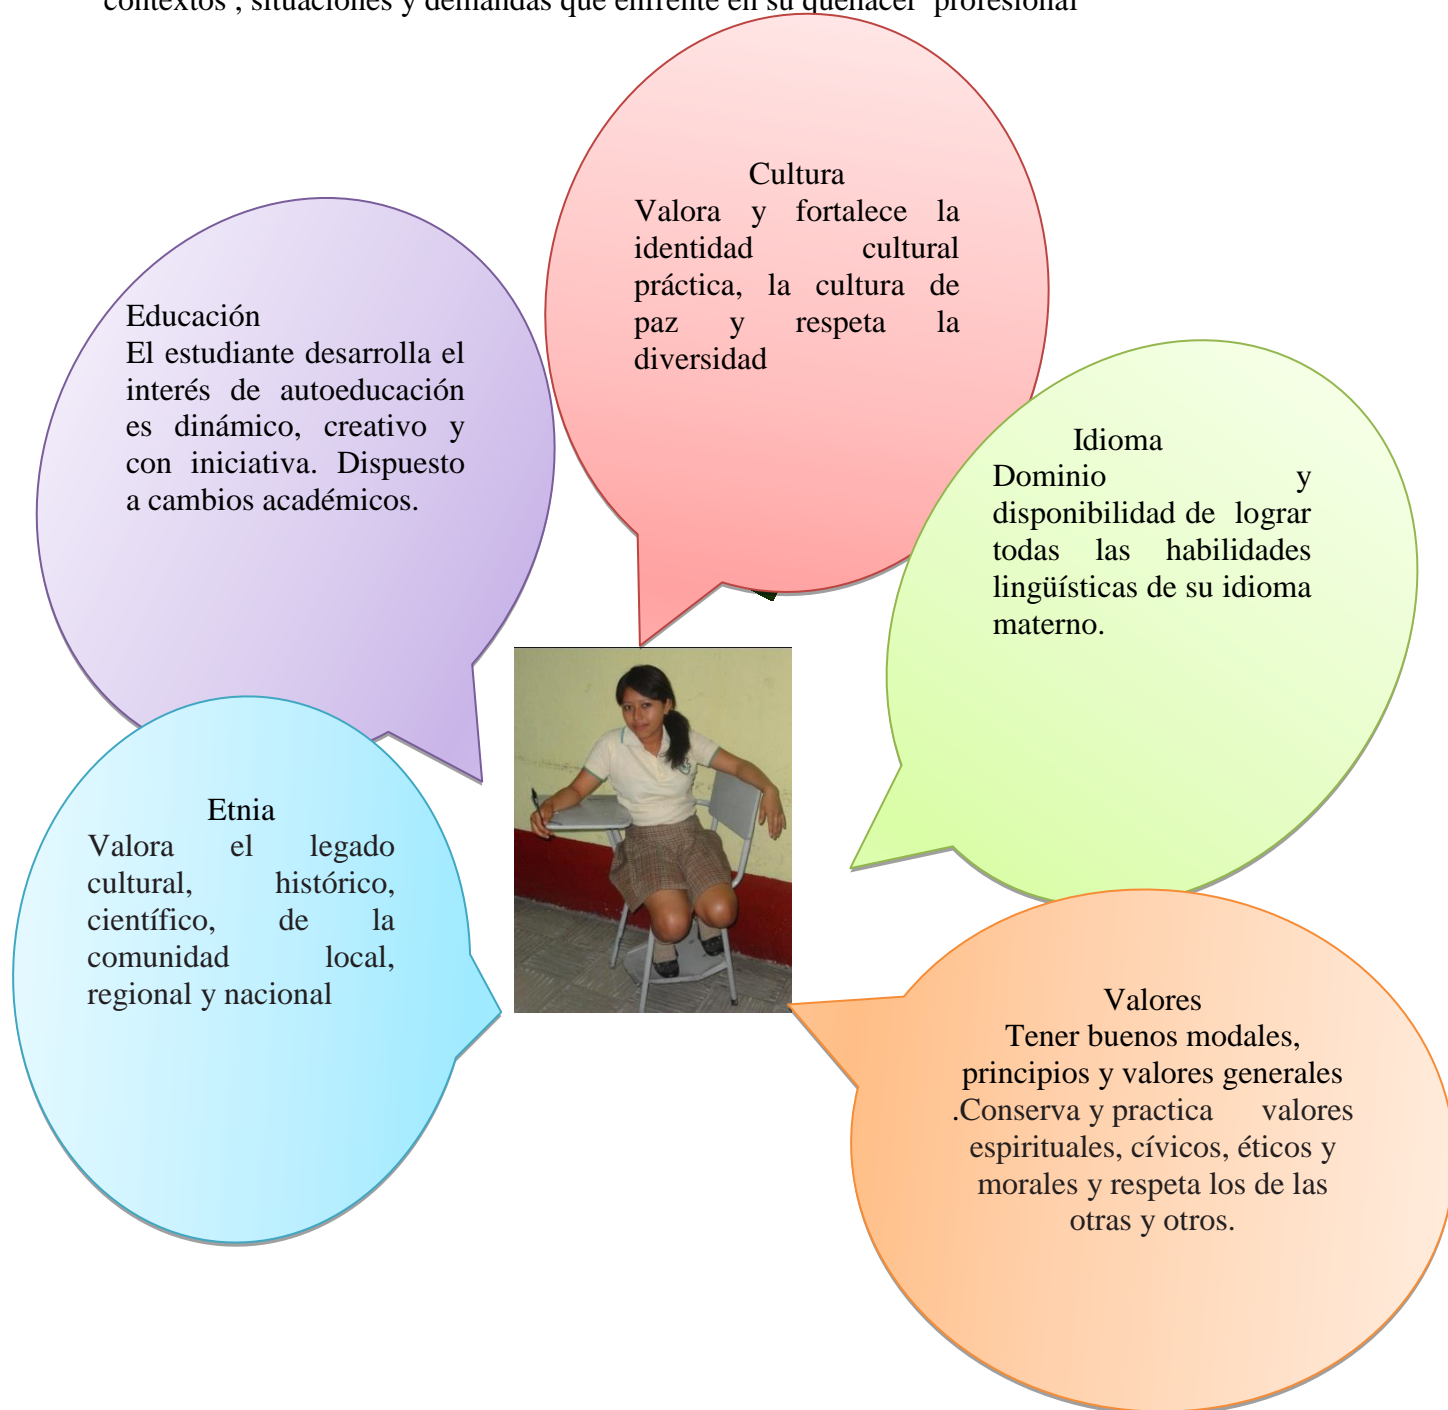 contextos , situaciones y demandas que enfrente en su quehacer profesional
Cultura
Valora y fortalece la
identidad cultural
práctica, la cultura de
paz y respeta la
diversidad
Educación
El estudiante desarrolla el
interés de autoeducación
es dinámico, creativo y
con iniciativa. Dispuesto
a cambios académicos.
Idioma
Dominio y
disponibilidad de lograr
todas las habilidades
lingüísticas de su idioma
materno.
Etnia
Valora el legado
cultural, histórico,
científico, de la
comunidad local,
regional y nacional
Valores
Tener buenos modales,
principios y valores generales
.Conserva y practica valores
espirituales, cívicos, éticos y
morales y respeta los de las
otras y otros.